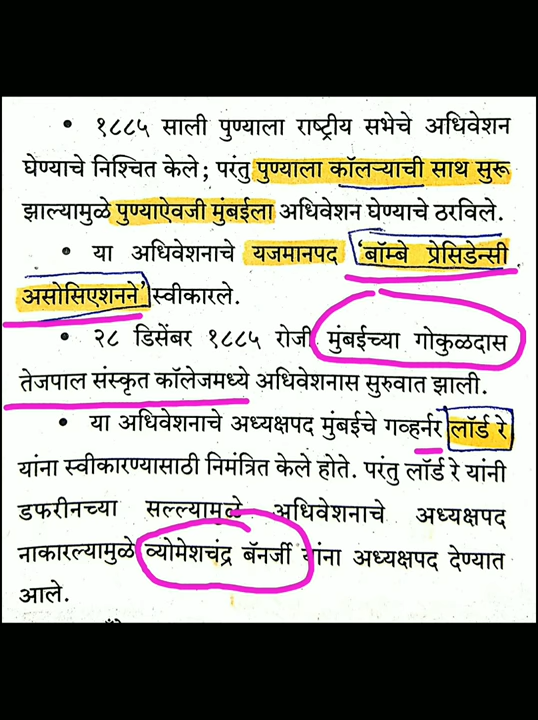 • १८८५ साली पुण्याला राष्ट्रीय सभेचे अधिवेशन
घेण्याचे निश्चित केले; परंतु पुण्याला कॉलऱ्याची साथ सुरू
झाल्यामुळे पुण्याऐवजी मुंबईला अधिवेशन घेण्याचे ठरविले.
• या अधिवेशनाचे यजमानपद 'बॉम्बे प्रेसिडेन्सी
असोसिएशनने' स्वीकारले.
• २८ डिसेंबर १८८५ रोजी मुंबईच्या गोकुळदास
तेजपाल संस्कृत कॉलेजमध्ये अधिवेशनास सुरुवात झाली.
• या अधिवेशनाचे अध्यक्षपद मुंबईचे गव्हर्नर लॉर्ड रे
यांना स्वीकारण्यासाठी निमंत्रित केले होते. परंतु लॉर्ड रे यांनी
डफरीनच्या सल्ल्यामुळे अधिवेशनाचे अध्यक्षपद
नाकारल्यामुळे व्योमेशचंद्र बॅनर्जी यांना अध्यक्षपद देण्यात
आले.